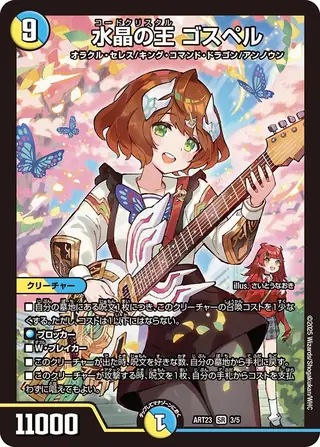 9
コードクリスタル
水晶の王 ゴスペル
オラクル・セレス/キング・コマンド・ドラゴン/アンノウン
illus. さいとうなおき
クリーチャー
■自分の墓地にある呪文1枚につき、このクリーチャーの召喚コストを1少な
くする。ただし、コストは1以下にはならない。
ブロッカー
■W・ブレイカー
■このクリーチャーが出た時、呪文を好きな数、自分の墓地から手札に戻す。
■このクリーチャーが攻撃する時、呪文を1枚、自分の手札からコストを支払
わずに唱えてもよい。
11000
1
ART23 SR 3/5
©2025 Wizards/Shogakukan/WHC